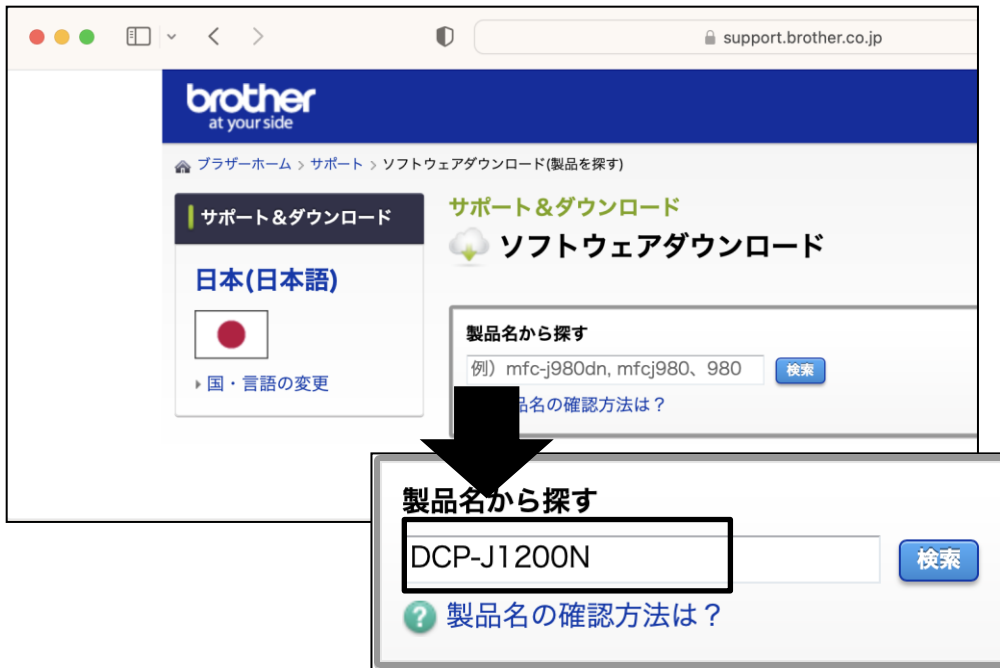 support.brother.co.jp
brother
at your side
ブラザーホーム > サポート > ソフトウェアダウンロード(製品を探す)
サポート＆ダウンロード
日本(日本語)
国・言語の変更
サポート＆ダウンロード
ソフトウェアダウンロード
製品名から探す
例）mfc-j980dn, mfcj980、980
検索
品名の確認方法は？
製品名から探す
DCP-J1200N
検索
? 製品名の確認方法は？